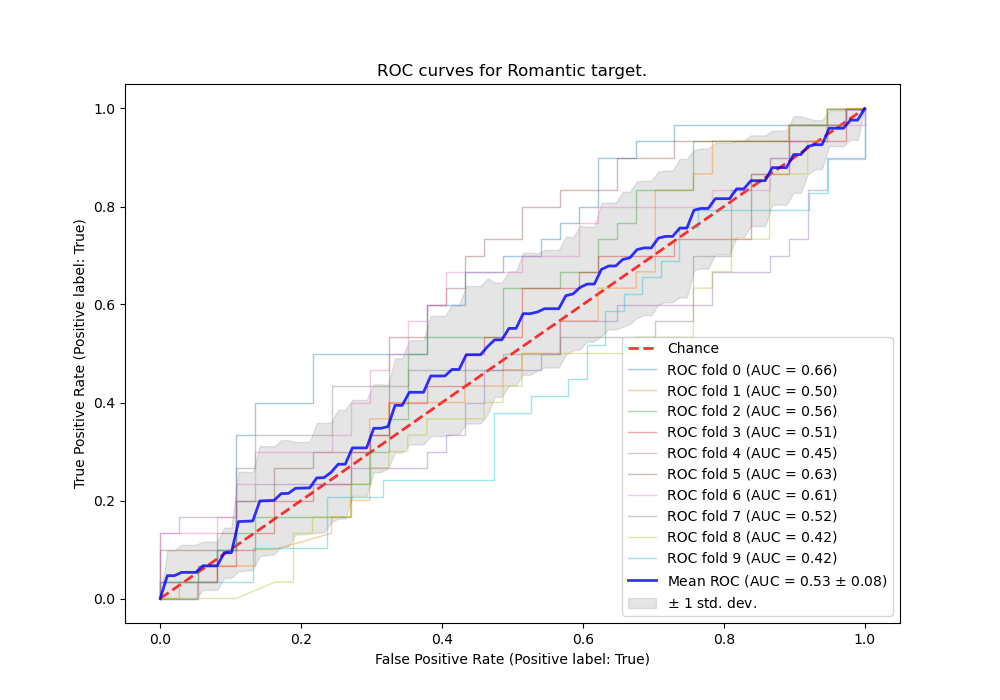 ROC curves for Romantic target.
True Positive Rate (Positive label: True)
1.0
0.8
0.6
0.4
0.2
0.0
0.0 0.2 0.4 0.6 0.8 1.0
False Positive Rate (Positive label: True)
Chance
ROC fold 0 (AUC = 0.66)
ROC fold 1 (AUC = 0.50)
ROC fold 2 (AUC = 0.56)
ROC fold 3 (AUC = 0.51)
ROC fold 4 (AUC = 0.45)
ROC fold 5 (AUC = 0.63)
ROC fold 6 (AUC = 0.61)
ROC fold 7 (AUC = 0.52)
ROC fold 8 (AUC = 0.42)
ROC fold 9 (AUC = 0.42)
Mean ROC (AUC = 0.53 ± 0.08)
± 1 std. dev.